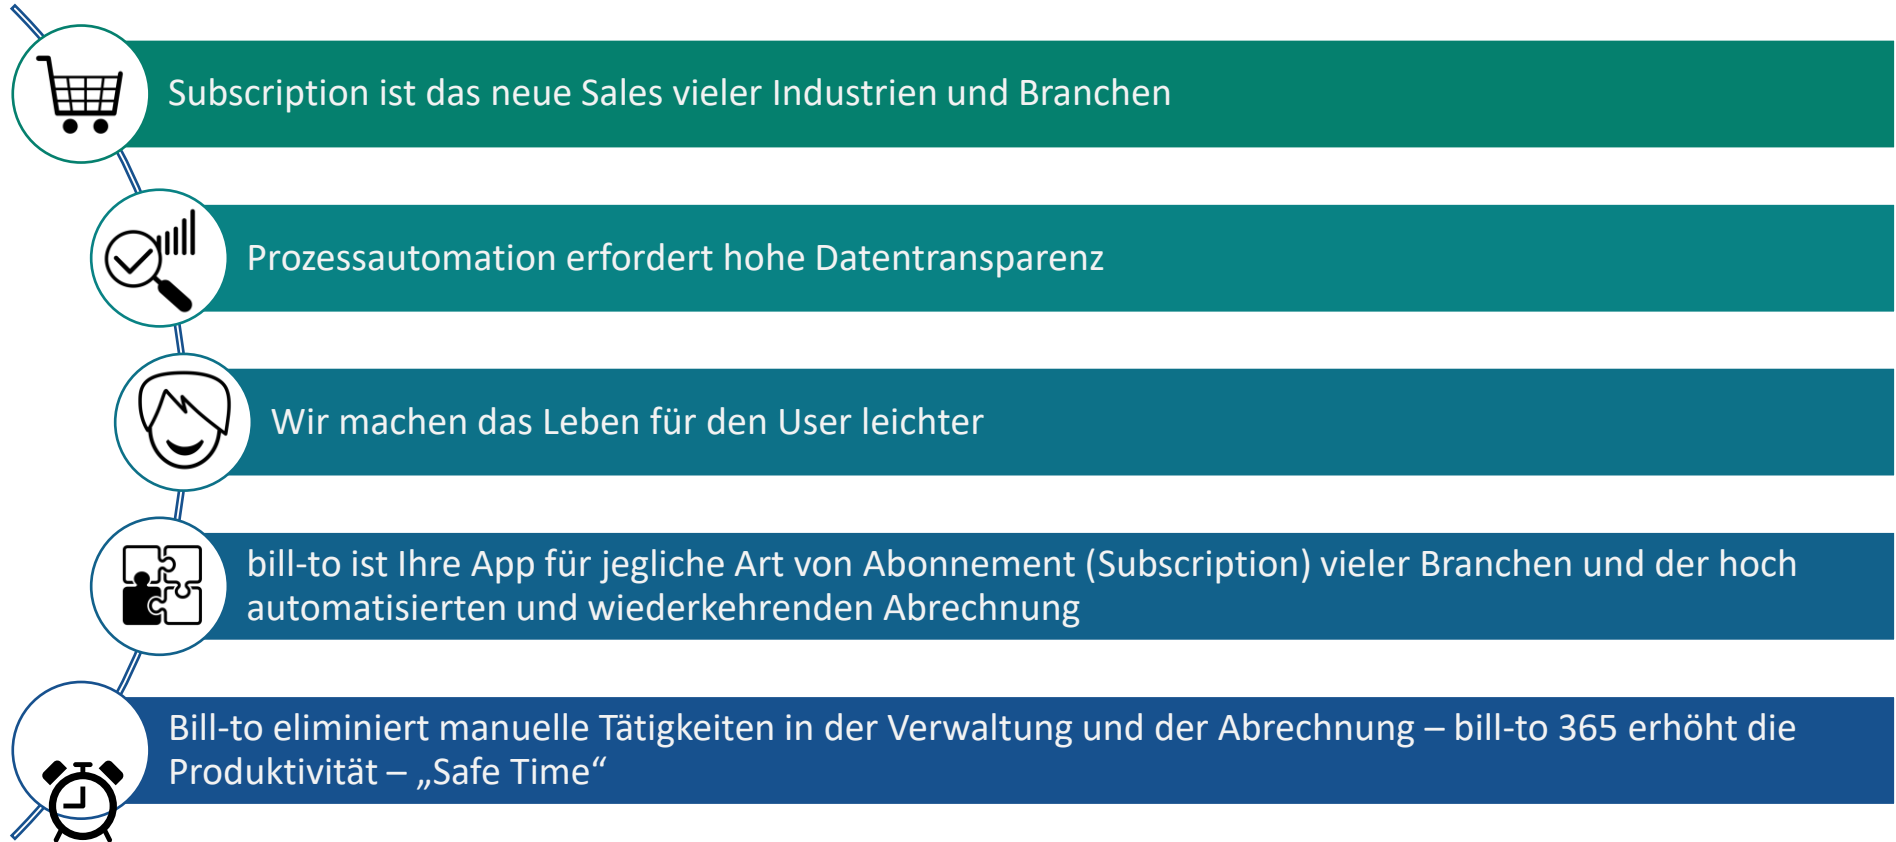 Subscription ist das neue Sales vieler Industrien und Branchen
Prozessautomation erfordert hohe Datentransparenz
Wir machen das Leben für den User leichter
bill-to ist Ihre App für jegliche Art von Abonnement (Subscription) vieler Branchen und der hoch
automatisierten und wiederkehrenden Abrechnung
Bill-to eliminiert manuelle Tätigkeiten in der Verwaltung und der Abrechnung – bill-to 365 erhöht die
Produktivität – „Safe Time“